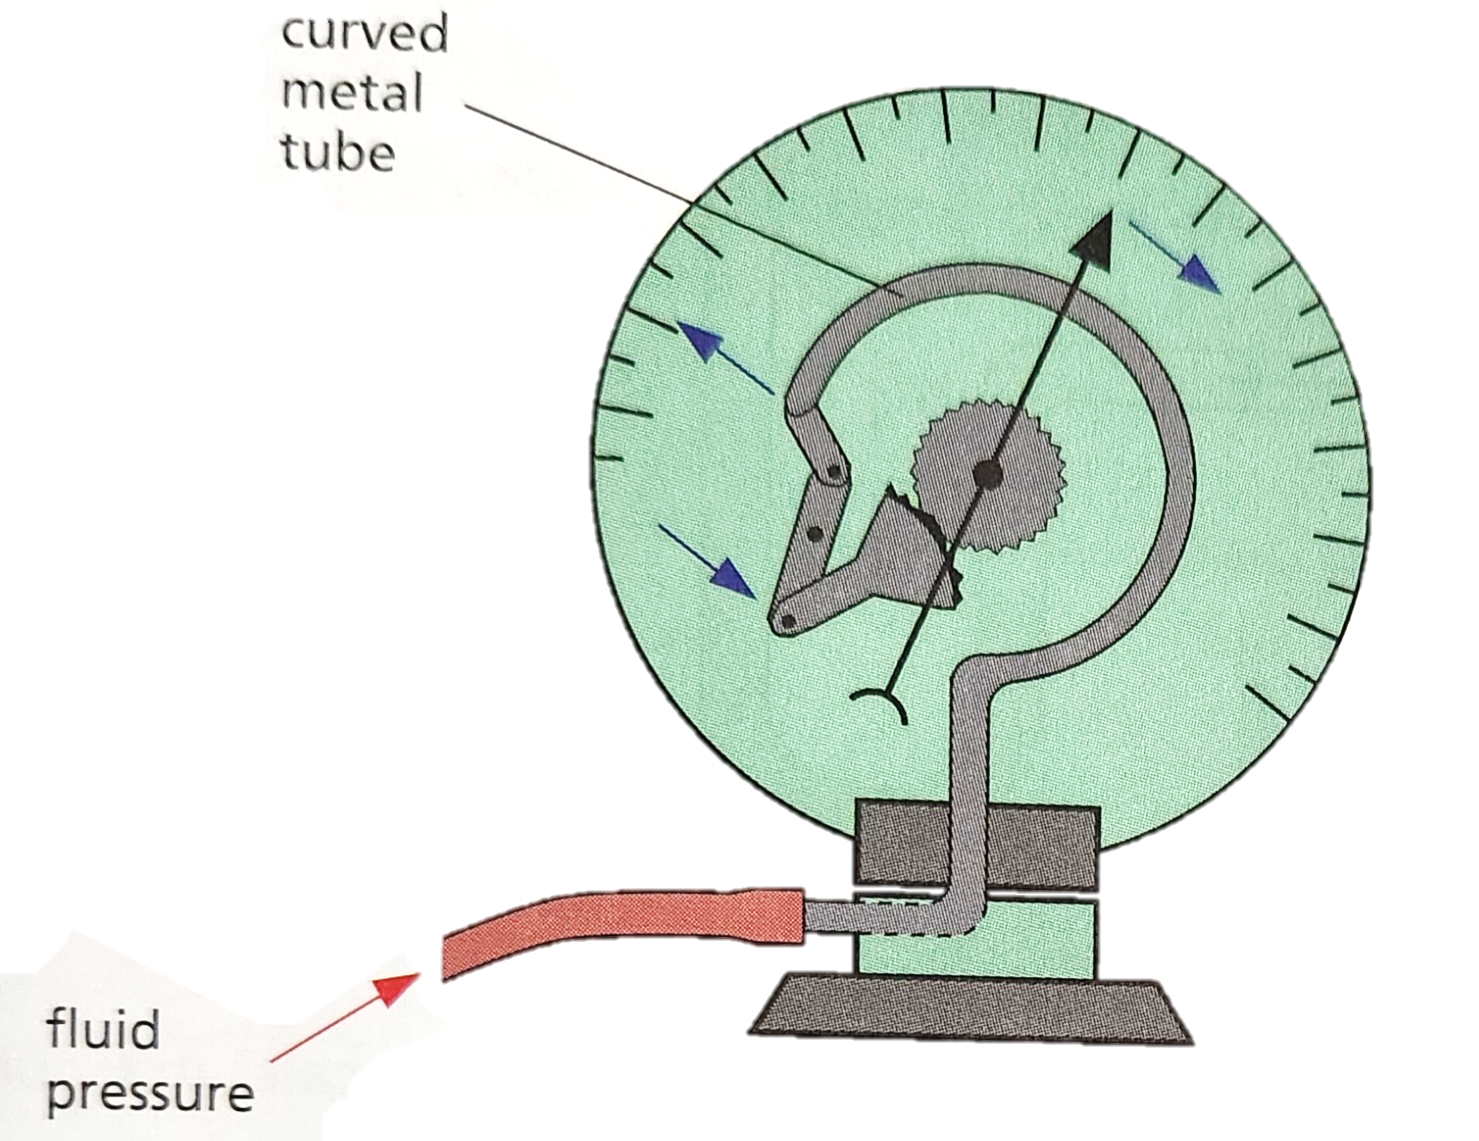 curved
metal
tube
fluid
pressure